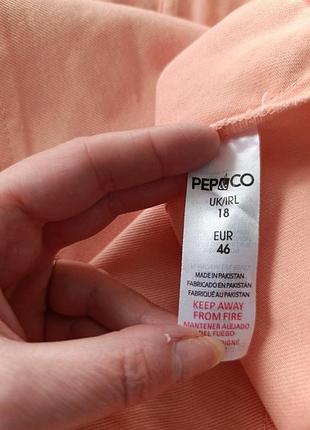 PEP&CO
UK/IRL
18
EUR
46
MADE IN PAKISTAN
FABRICADO EN PAKISTÁN
FABRIQUÉ AU PAKISTAN
KEEP AWAY
FROM FIRE
MANTENER ALEJADO
DEL FUEGO